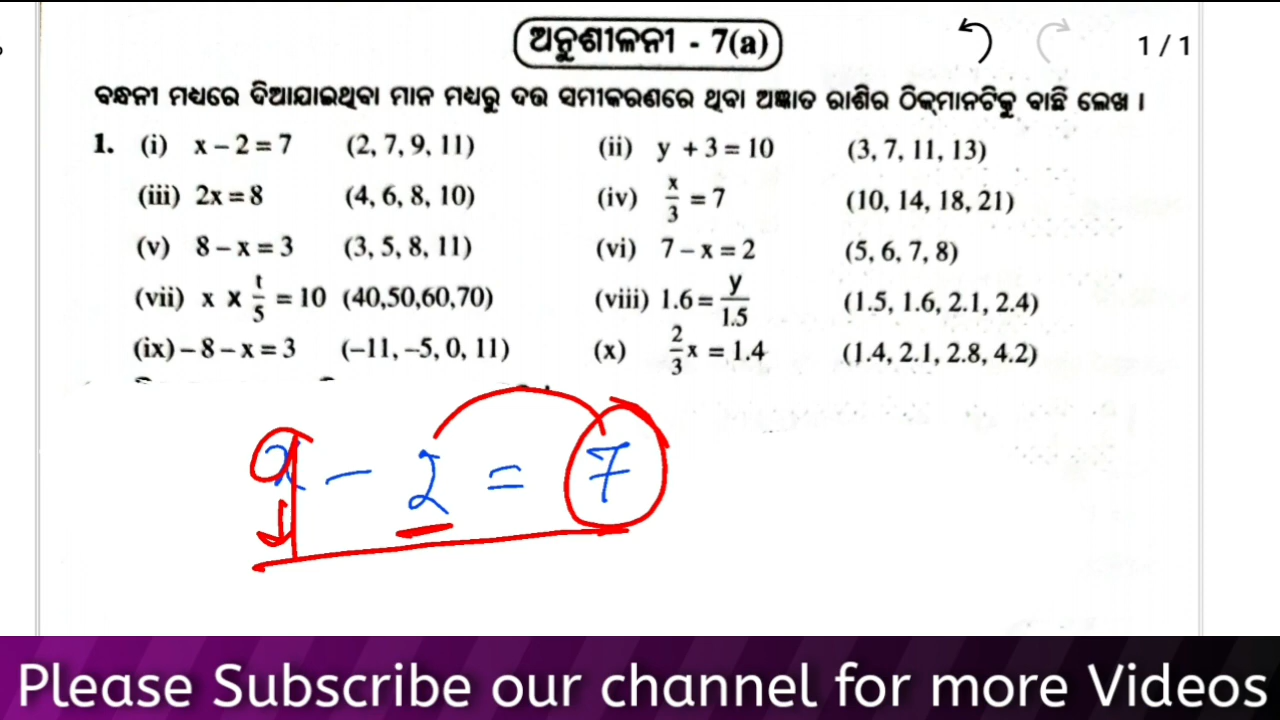 ଅନୁଶୀଳନୀ - 7(a)
1 / 1
ବନ୍ଧନୀ ମଧ୍ୟରେ ଦିଆଯାଇଥିବା ମାନ ମଧ୍ୟରୁ ଦତ୍ତ ସମୀକରଣରେ ଥିବା ଅଜ୍ଞାତ ରାଶିର ଠିକ୍‌ମାନଟିକୁ ବାଛି ଲେଖ ।
1. (i) x – 2 = 7 (2, 7, 9, 11) (ii) y + 3 = 10 (3, 7, 11, 13)
(iii) 2x = 8 (4, 6, 8, 10) (iv) x/3 = 7 (10, 14, 18, 21)
(v) 8 – x = 3 (3, 5, 8, 11) (vi) 7 – x = 2 (5, 6, 7, 8)
(vii) x x t/5 = 10 (40,50,60,70) (viii) 1.6 = y/1.5 (1.5, 1.6, 2.1, 2.4)
(ix) – 8 – x = 3 (–11, –5, 0, 11) (x) 2/3 x = 1.4 (1.4, 2.1, 2.8, 4.2)
x – 2 = 7
Please Subscribe our channel for more Videos